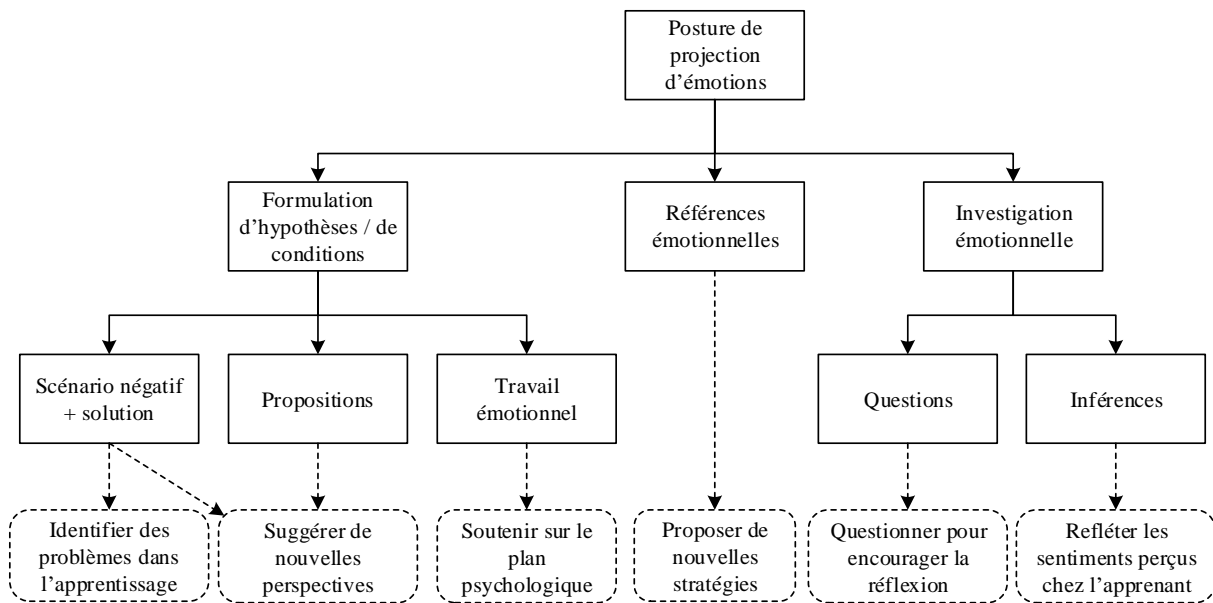 Posture de
projection
d’émotions
Formulation
d’hypothèses / de
conditions
Références
émotionnelles
Investigation
émotionnelle
Scénario négatif
+ solution
Propositions
Travail
émotionnel
Questions
Inférences
Identifier des
problèmes dans
l’apprentissage
Suggérer de
nouvelles
perspectives
Soutenir sur le
plan
psychologique
Proposer de
nouvelles
stratégies
Questionner pour
encourager la
réflexion
Refléter les
sentiments perçus
chez l’apprenant